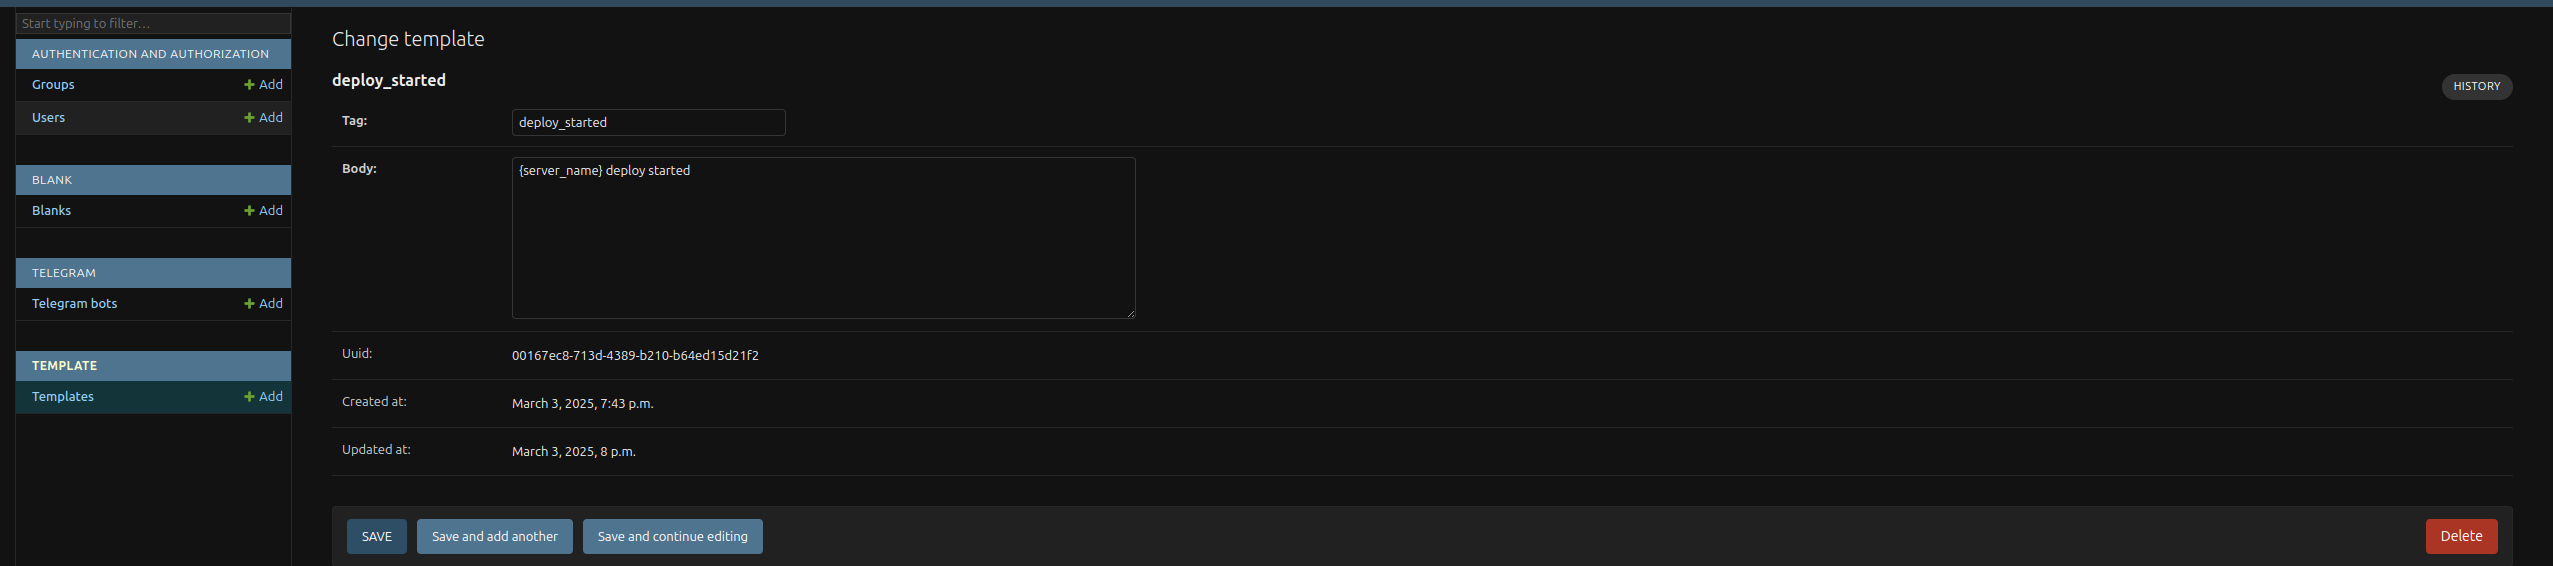 Start typing to filter...
AUTHENTICATION AND AUTHORIZATION
Groups
Add
Users
Add
BLANK
Blanks
Add
TELEGRAM
Telegram bots
Add
TEMPLATE
Templates
Add
Change template
deploy_started
HISTORY
Tag:
deploy_started
Body:
{server_name} deploy started
Uuid:
00167ec8-713d-4389-b210-b64ed15d21f2
Created at:
March 3, 2025, 7:43 p.m.
Updated at:
March 3, 2025, 8 p.m.
SAVE
Save and add another
Save and continue editing
Delete